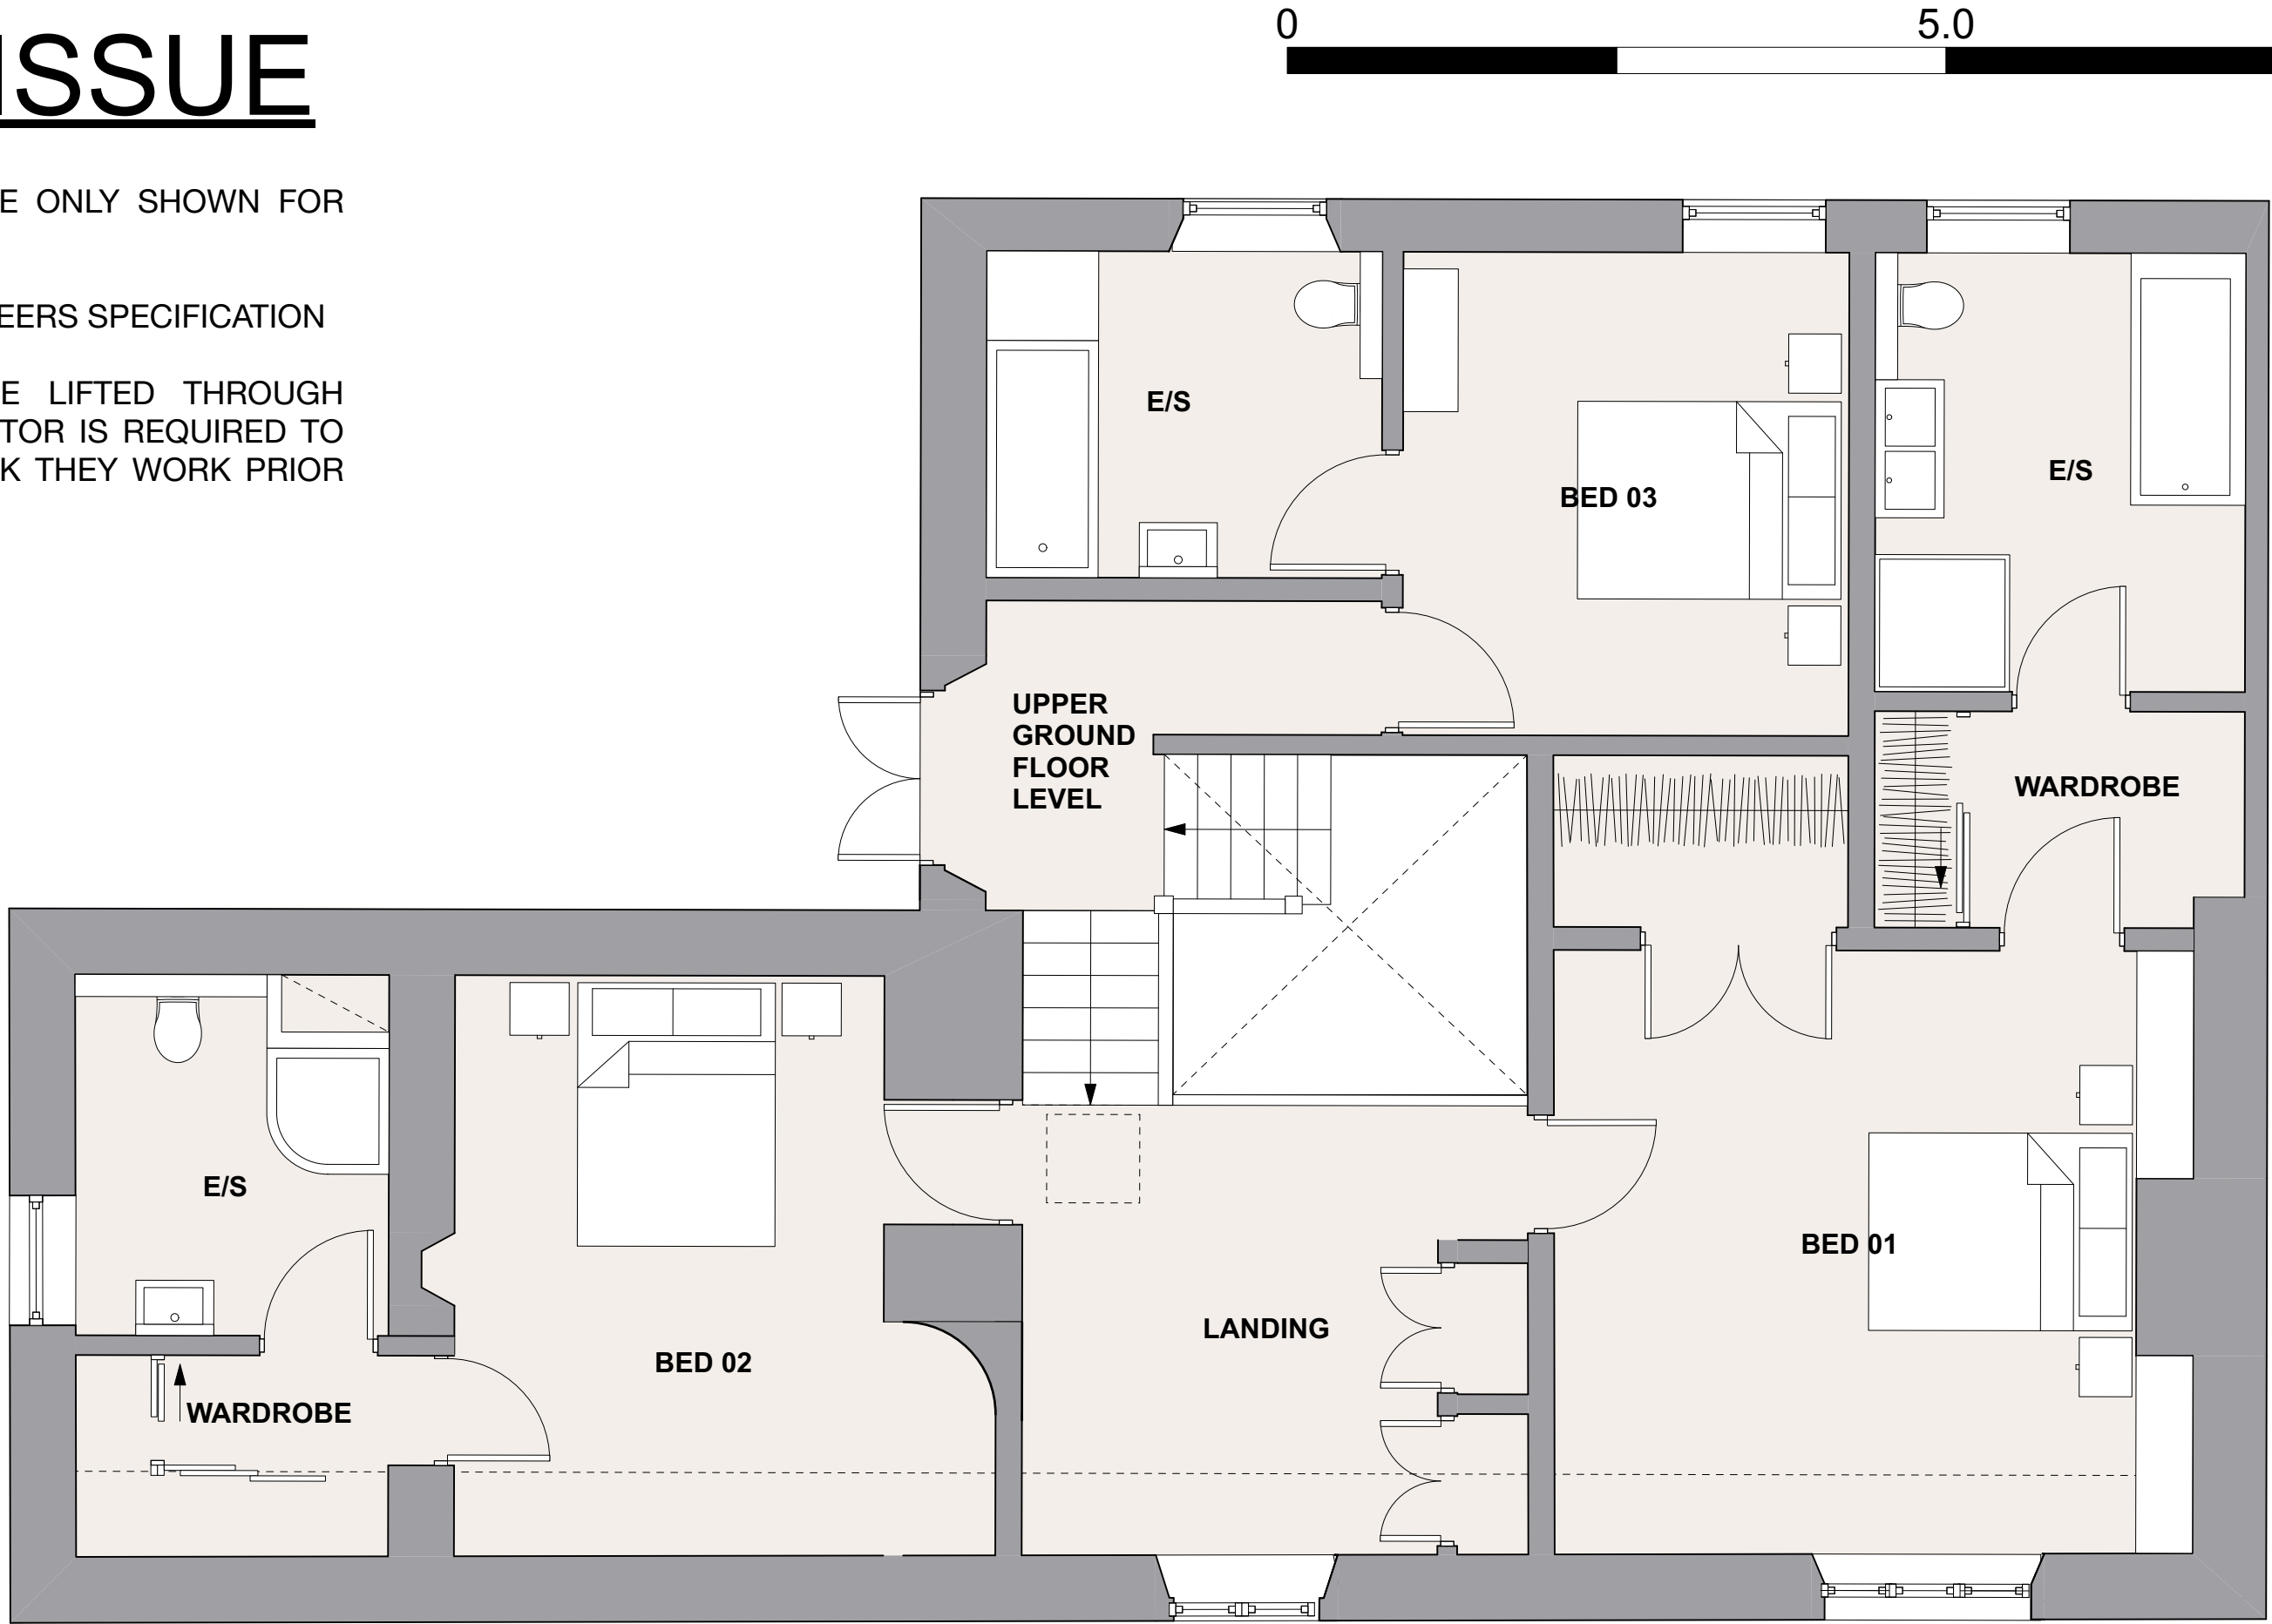 ISSUE
0 5.0
E ONLY SHOWN FOR
EERS SPECIFICATION
E LIFTED THROUGH
TOR IS REQUIRED TO
K THEY WORK PRIOR
E/S
BED 03
E/S
UPPER
GROUND
FLOOR
LEVEL
WARDROBE
E/S
BED 01
LANDING
BED 02
WARDROBE